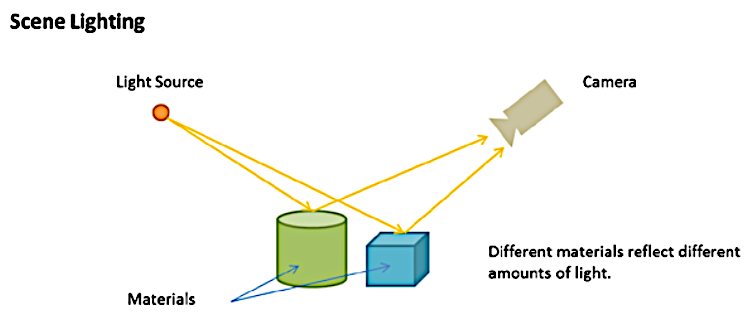 Scene Lighting
Light Source
Camera
Different materials reflect different
amounts of light.
Materials